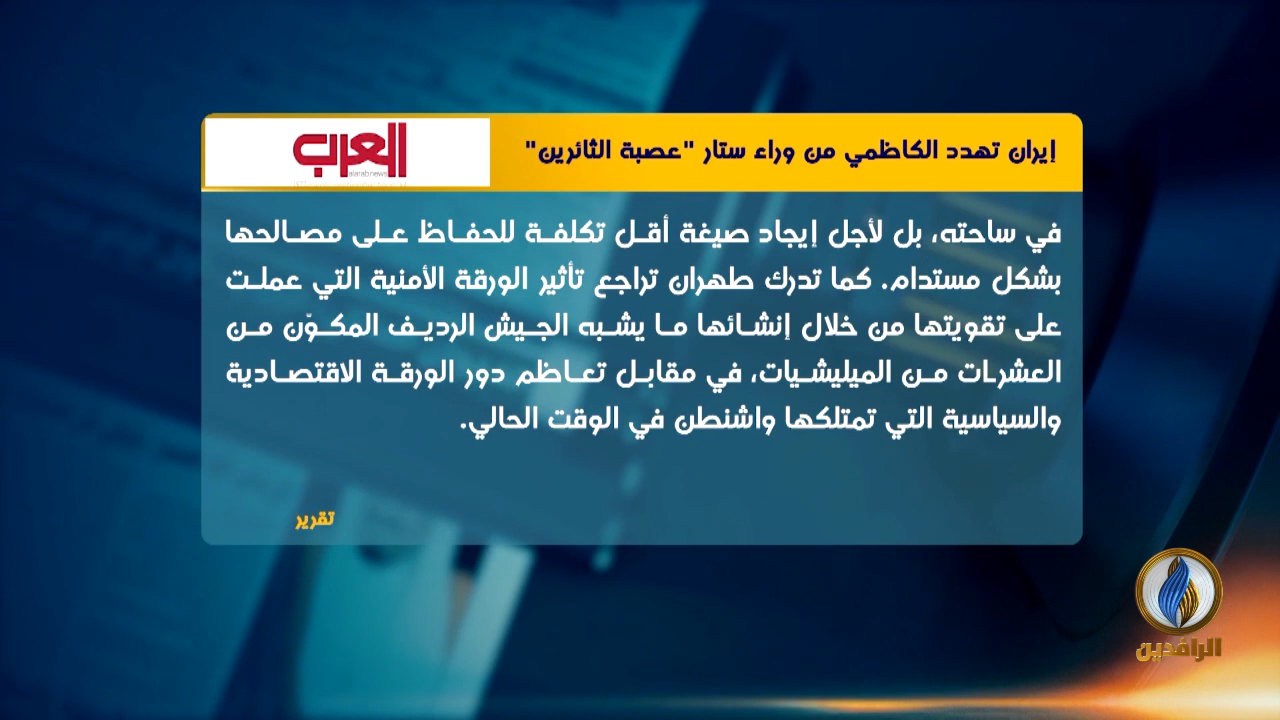 إيران تهدد الكاظمي من وراء ستار "عصبة الثائرين"
العرب
alarabnews
في ساحته، بل لأجل إيجاد صيغة أقل تكلفة للحفاظ على مصالحها
بشكل مستدام. كما تدرك طهران تراجع تأثير الورقة الأمنية التي عملت
على تقويتها من خلال إنشائها ما يشبه الجيش الرديف المكوّن من
العشرات من الميليشيات، في مقابل تعاظم دور الورقة الاقتصادية
والسياسية التي تمتلكها واشنطن في الوقت الحالي.
تقرير
الرافدين